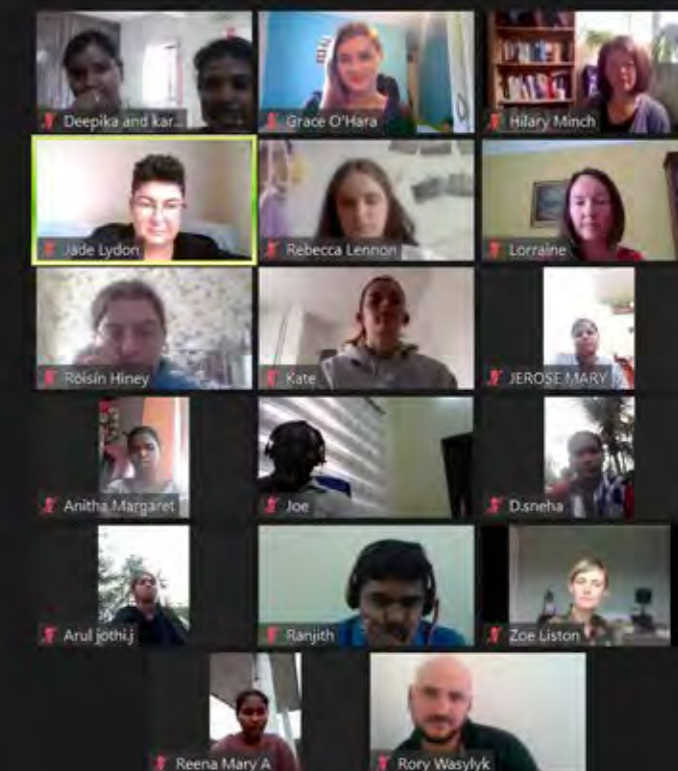 Deepika and kar...
Grace O'Hara
Hilary Minch
Jade Lydon
Rebecca Lennon
Lorraine
Róisín Hiney
Kate
JEROSE MARY
Anitha Margaret
Joe
D.sneha
Arul jothi.j
Ranjith
Zoe Liston
Reena Mary A
Rory Wasylyk